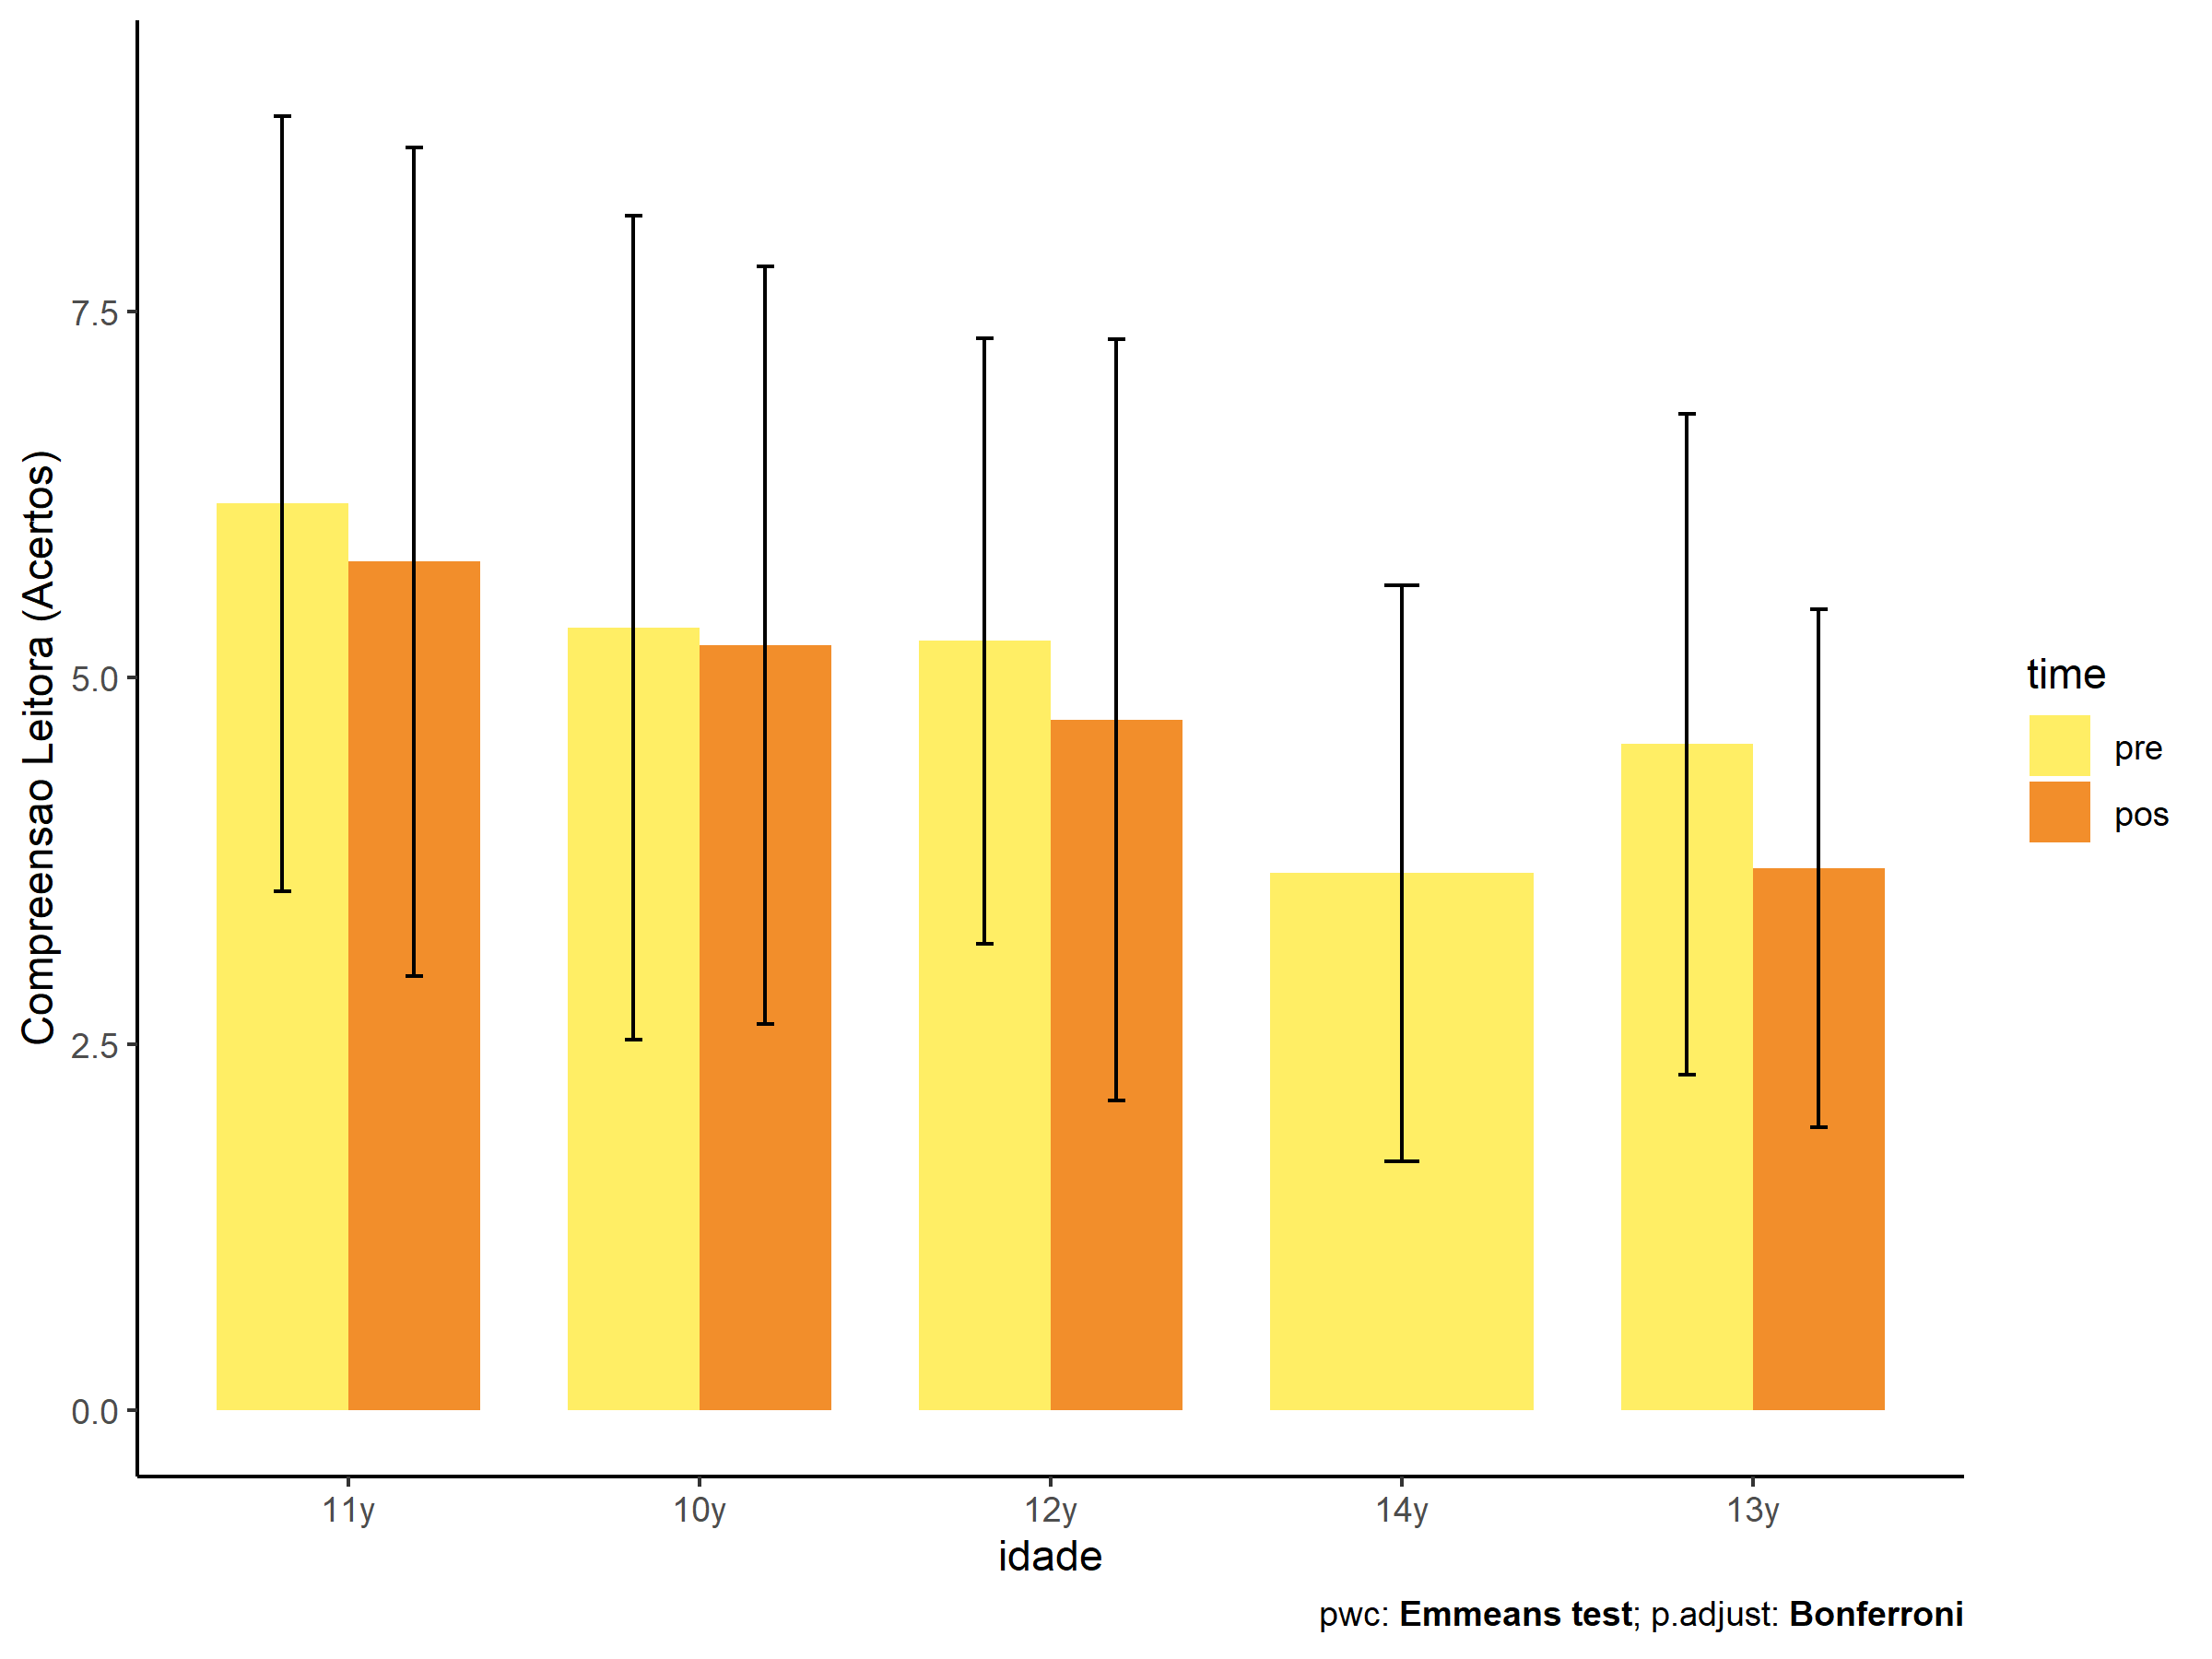 Compreensao Leitora (Acertos)
7.5
5.0
2.5
0.0
11y
10y
12y
14y
13y
idade
time
pre
pos
pwc: Emmeans test; p.adjust: Bonferroni